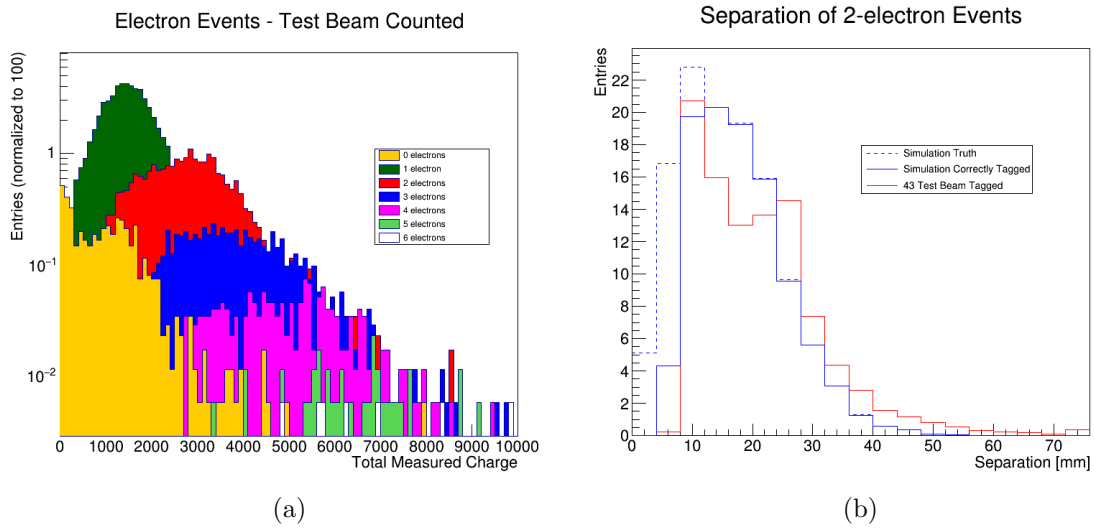 Electron Events - Test Beam Counted
Entries (normalized to 100)
1
10⁻¹
10⁻²
0 electrons
1 electron
2 electrons
3 electrons
4 electrons
5 electrons
6 electrons
0 1000 2000 3000 4000 5000 6000 7000 8000 9000 10000
Total Measured Charge
(a)
Separation of 2-electron Events
Entries
22
20
18
16
14
12
10
8
6
4
2
0
Simulation Truth
Simulation Correctly Tagged
43 Test Beam Tagged
0 10 20 30 40 50 60 70
Separation [mm]
(b)